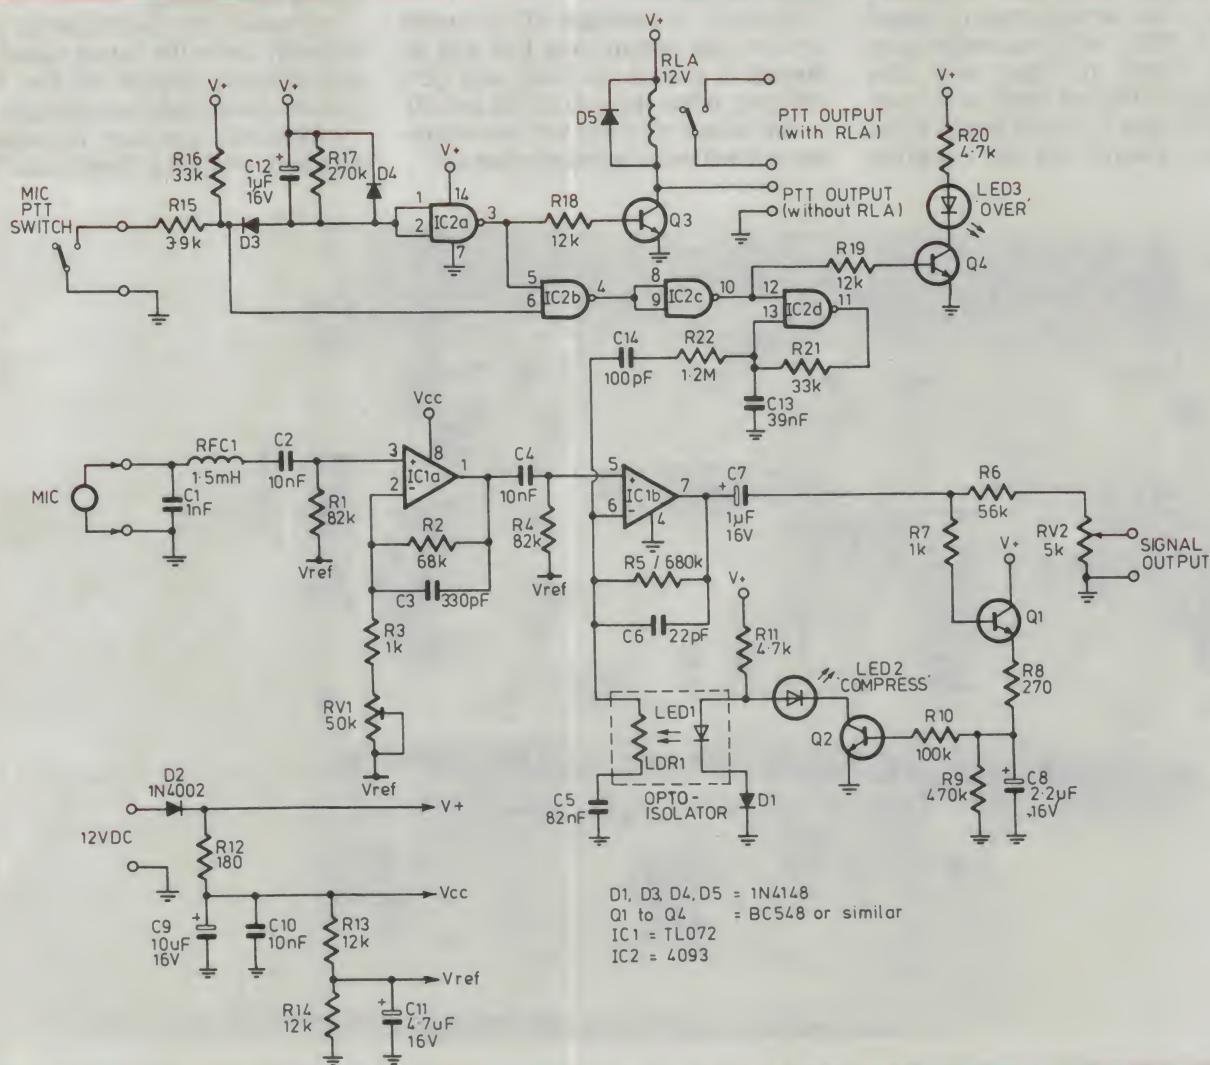 V+
RLA
12V
D5
PTT OUTPUT
(with RLA)
PTT OUTPUT
(without RLA)
V+
R20
4·7k
LED3
'OVER'
Q4
V+
V+
R16
33k
C12
1µF
16V
+
R17
270k
D4
V+
14
MIC
PTT
SWITCH
R15
3·9k
D3
1
2
IC2a
3
7
R18
12k
Q3
5
6
IC2b
4
8
9
IC2c
10
R19
12k
12
13
IC2d
11
C14
100pF
R22
1·2M
R21
33k
C13
39nF
Vcc
MIC
C1
1nF
RFC1
1·5mH
C2
10nF
R1
82k
Vref
3
+
2
-
8
IC1a
1
R2
68k
C3
330pF
R3
1k
RV1
50k
Vref
C4
10nF
R4
82k
Vref
5
+
6
-
IC1b
4
7
R5 / 680k
C6
22pF
+
C7
1µF
16V
R6
56k
R7
1k
RV2
5k
SIGNAL
OUTPUT
V+
Q1
R8
270
V+
R11
4·7k
LED2
'COMPRESS'
Q2
R10
100k
R9
470k
+
C8
2·2µF
16V
LED1
LDR1
OPTO-
ISOLATOR
C5
82nF
D1
D2
1N4002
V+
12VDC
R12
180
Vcc
+
C9
10uF
16V
C10
10nF
R13
12k
Vref
R14
12k
+
C11
4·7uF
16V
D1, D3, D4, D5 = 1N4148
Q1 to Q4 = BC548 or similar
IC1 = TL072
IC2 = 4093